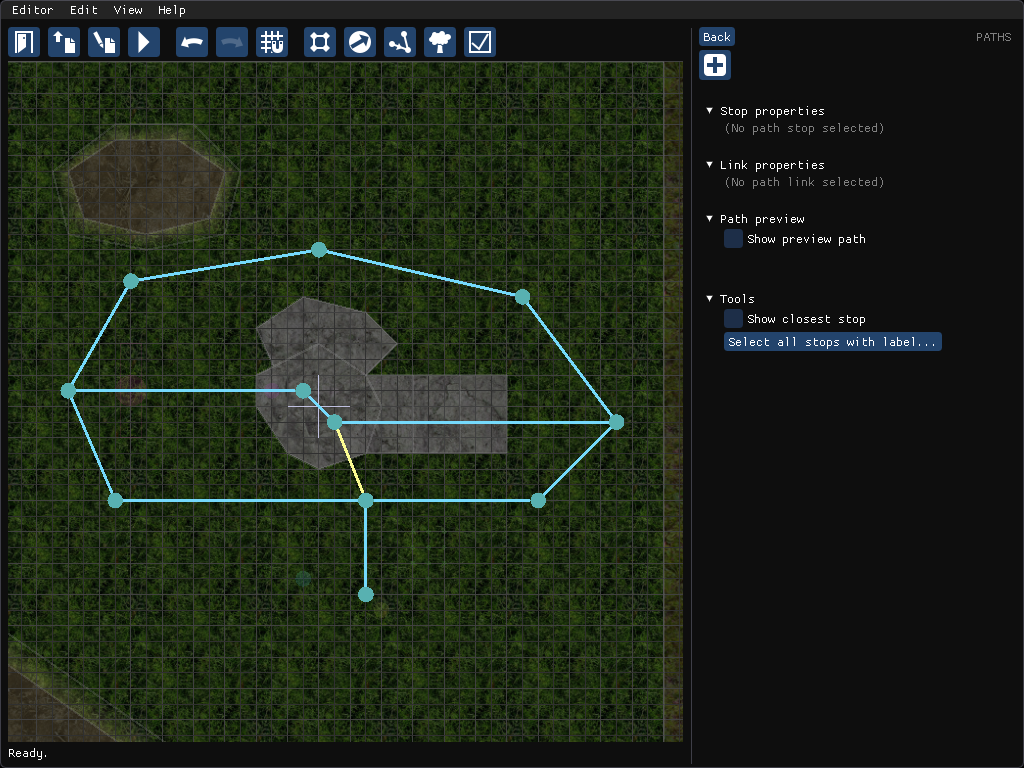 Editor Edit View Help
Back PATHS
▼ Stop properties
(No path stop selected)
▼ Link properties
(No path link selected)
▼ Path preview
Show preview path
▼ Tools
Show closest stop
Select all stops with label...
Ready.